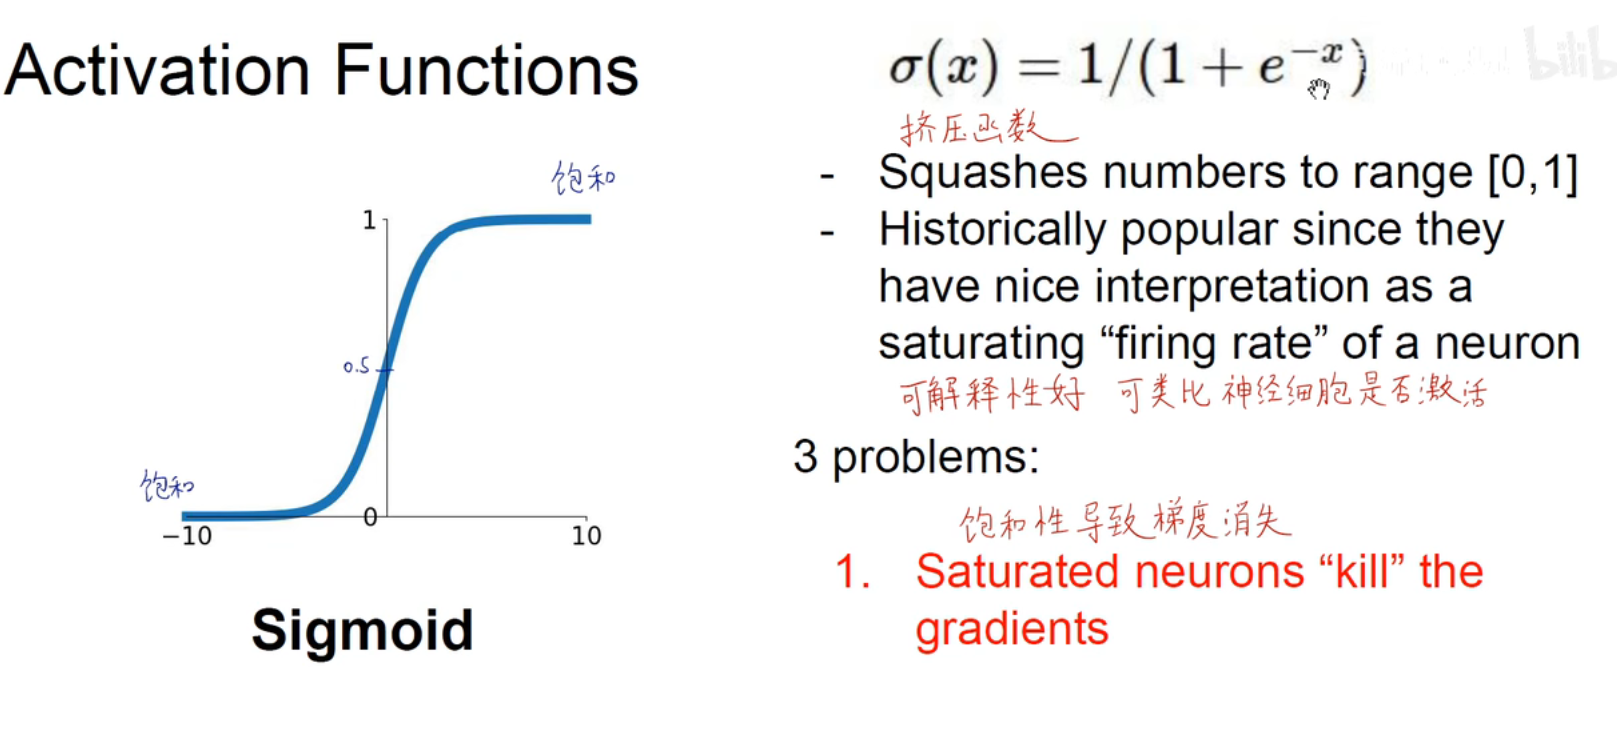 Activation Functions
饱和
1
0.5
饱和
0
−10
10
Sigmoid
σ(x) = 1/(1 + e⁻ˣ)
挤压函数
- Squashes numbers to range [0,1]
- Historically popular since they
have nice interpretation as a
saturating “firing rate” of a neuron
可解释性好 可类比神经细胞是否激活
3 problems:
饱和性导致梯度消失
1. Saturated neurons “kill” the
gradients